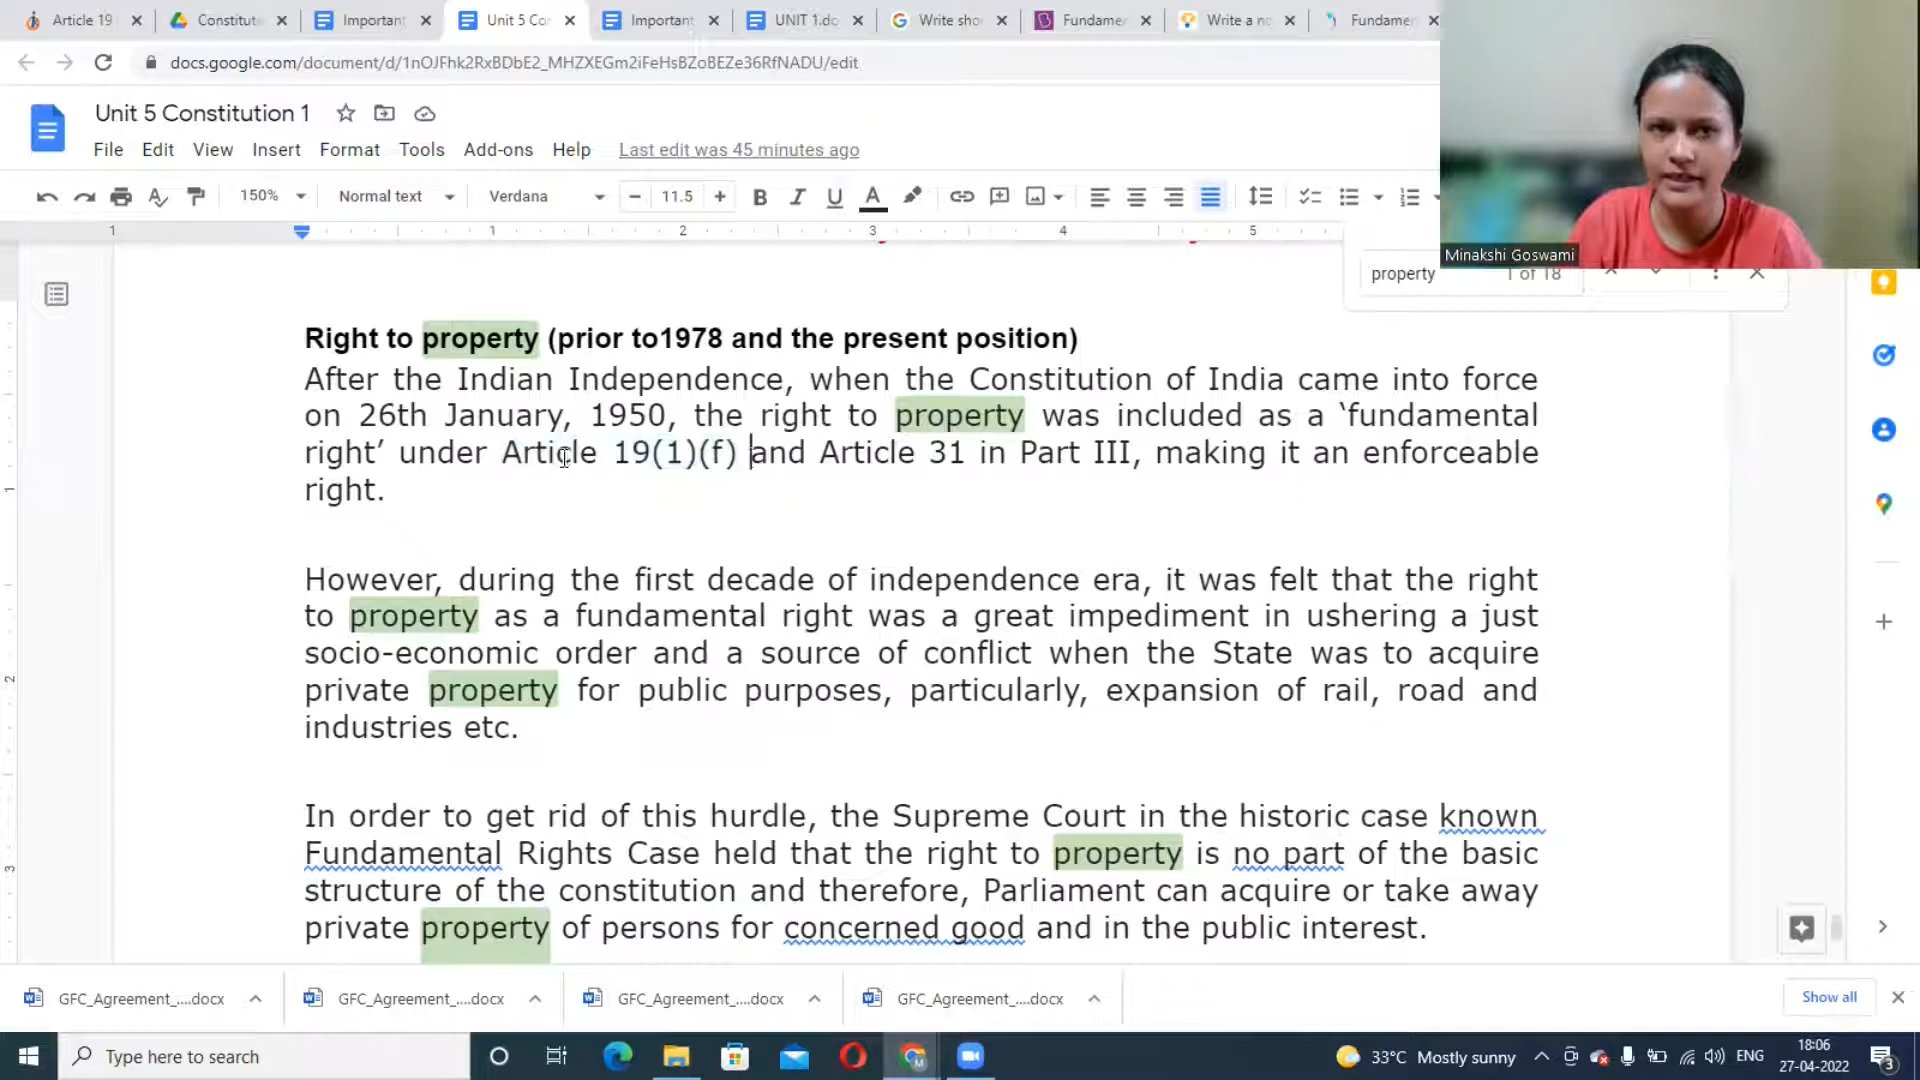 Article 19
Constitut
Important
Unit 5 Co
Important
UNIT 1.do
Write sho
Fundame
Write a n
Fundame
docs.google.com/document/d/1nOJFhk2RxBDbE2_MHZXEGm2iFeHsBZoBEZe36RfNADU/edit
Unit 5 Constitution 1
File Edit View Insert Format Tools Add-ons Help Last edit was 45 minutes ago
150% Normal text Verdana 11.5
1 1 2 3 4 5
Minakshi Goswami
property 1 of 18
Right to property (prior to1978 and the present position)
After the Indian Independence, when the Constitution of India came into force
on 26th January, 1950, the right to property was included as a ‘fundamental
right’ under Article 19(1)(f) and Article 31 in Part III, making it an enforceable
right.
However, during the first decade of independence era, it was felt that the right
to property as a fundamental right was a great impediment in ushering a just
socio-economic order and a source of conflict when the State was to acquire
private property for public purposes, particularly, expansion of rail, road and
industries etc.
In order to get rid of this hurdle, the Supreme Court in the historic case known
Fundamental Rights Case held that the right to property is no part of the basic
structure of the constitution and therefore, Parliament can acquire or take away
private property of persons for concerned good and in the public interest.
1
2
3
GFC_Agreement_....docx GFC_Agreement_....docx GFC_Agreement_....docx GFC_Agreement_....docx Show all
Type here to search
33°C Mostly sunny ENG
18:06
27-04-2022
3